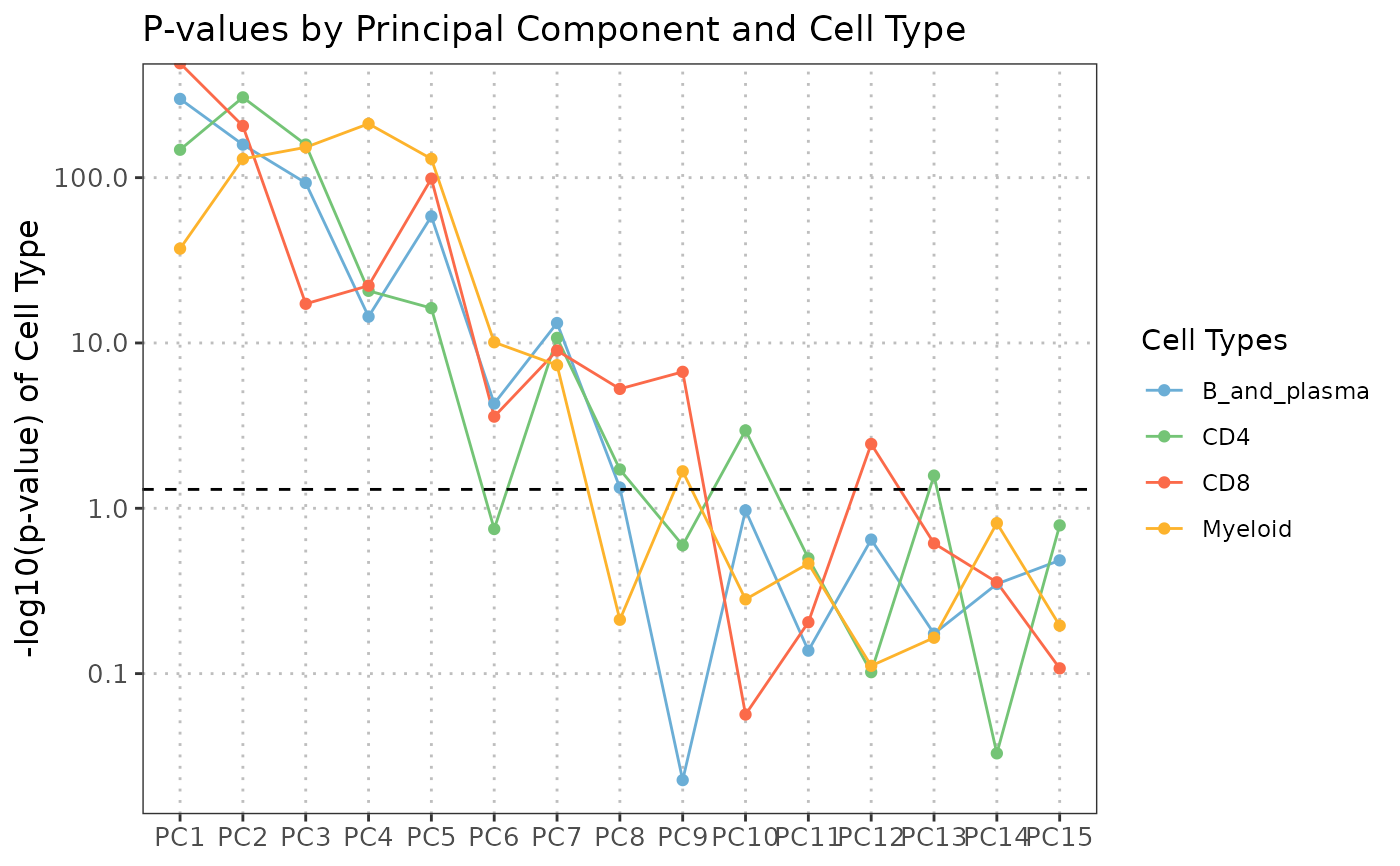 P-values by Principal Component and Cell Type
-log10(p-value) of Cell Type
100.0
10.0
1.0
0.1
PC1 PC2 PC3 PC4 PC5 PC6 PC7 PC8 PC9 PC10 PC11 PC12 PC13 PC14 PC15
Cell Types
B_and_plasma
CD4
CD8
Myeloid